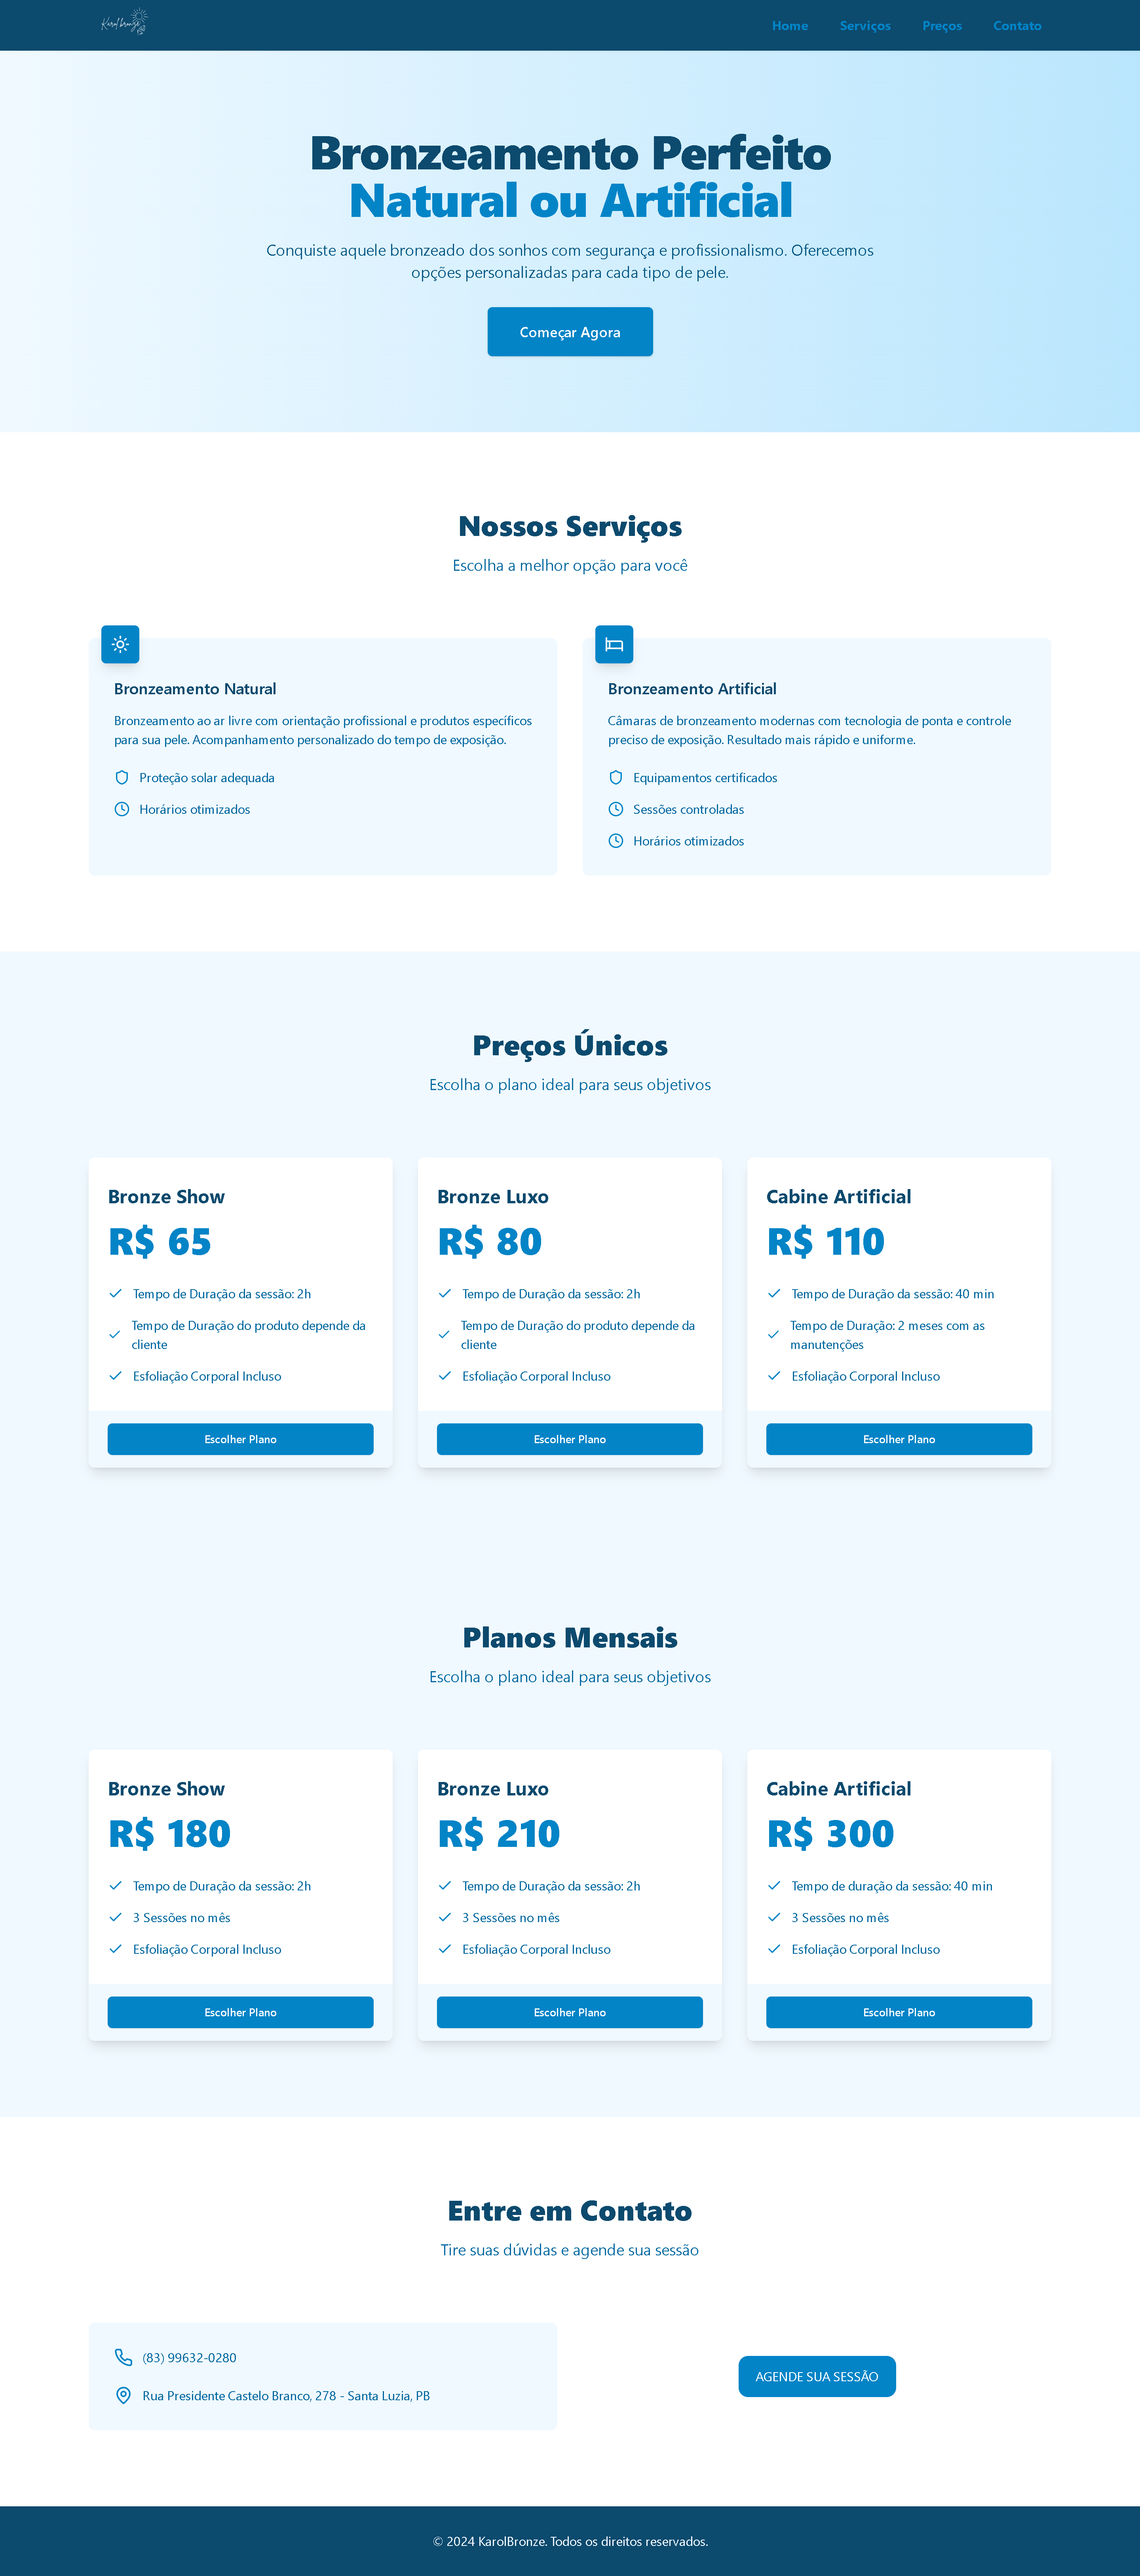 Karol bronze
Home
Serviços
Preços
Contato
Bronzeamento Perfeito
Natural ou Artificial
Conquiste aquele bronzeado dos sonhos com segurança e profissionalismo. Oferecemos
opções personalizadas para cada tipo de pele.
Começar Agora
Nossos Serviços
Escolha a melhor opção para você
Bronzeamento Natural
Bronzeamento ao ar livre com orientação profissional e produtos específicos
para sua pele. Acompanhamento personalizado do tempo de exposição.
Proteção solar adequada
Horários otimizados
Bronzeamento Artificial
Câmaras de bronzeamento modernas com tecnologia de ponta e controle
preciso de exposição. Resultado mais rápido e uniforme.
Equipamentos certificados
Sessões controladas
Horários otimizados
Preços Únicos
Escolha o plano ideal para seus objetivos
Bronze Show
R$ 65
Tempo de Duração da sessão: 2h
Tempo de Duração do produto depende da
cliente
Esfoliação Corporal Incluso
Escolher Plano
Bronze Luxo
R$ 80
Tempo de Duração da sessão: 2h
Tempo de Duração do produto depende da
cliente
Esfoliação Corporal Incluso
Escolher Plano
Cabine Artificial
R$ 110
Tempo de Duração da sessão: 40 min
Tempo de Duração: 2 meses com as
manutenções
Esfoliação Corporal Incluso
Escolher Plano
Planos Mensais
Escolha o plano ideal para seus objetivos
Bronze Show
R$ 180
Tempo de Duração da sessão: 2h
3 Sessões no mês
Esfoliação Corporal Incluso
Escolher Plano
Bronze Luxo
R$ 210
Tempo de Duração da sessão: 2h
3 Sessões no mês
Esfoliação Corporal Incluso
Escolher Plano
Cabine Artificial
R$ 300
Tempo de duração da sessão: 40 min
3 Sessões no mês
Esfoliação Corporal Incluso
Escolher Plano
Entre em Contato
Tire suas dúvidas e agende sua sessão
(83) 99632-0280
Rua Presidente Castelo Branco, 278 - Santa Luzia, PB
AGENDE SUA SESSÃO
© 2024 KarolBronze. Todos os direitos reservados.